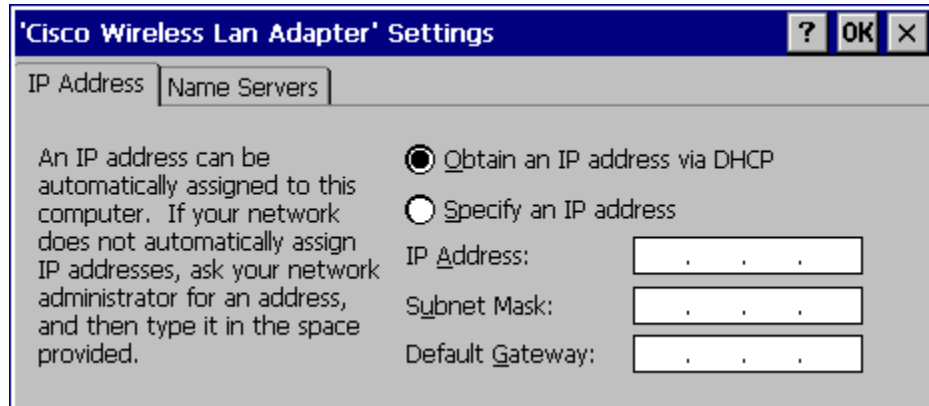 'Cisco Wireless Lan Adapter' Settings ? OK ×
IP Address Name Servers
An IP address can be
automatically assigned to this
computer. If your network
does not automatically assign
IP addresses, ask your network
administrator for an address,
and then type it in the space
provided.
Obtain an IP address via DHCP
Specify an IP address
IP Address: . . .
Subnet Mask: . . .
Default Gateway: . . .